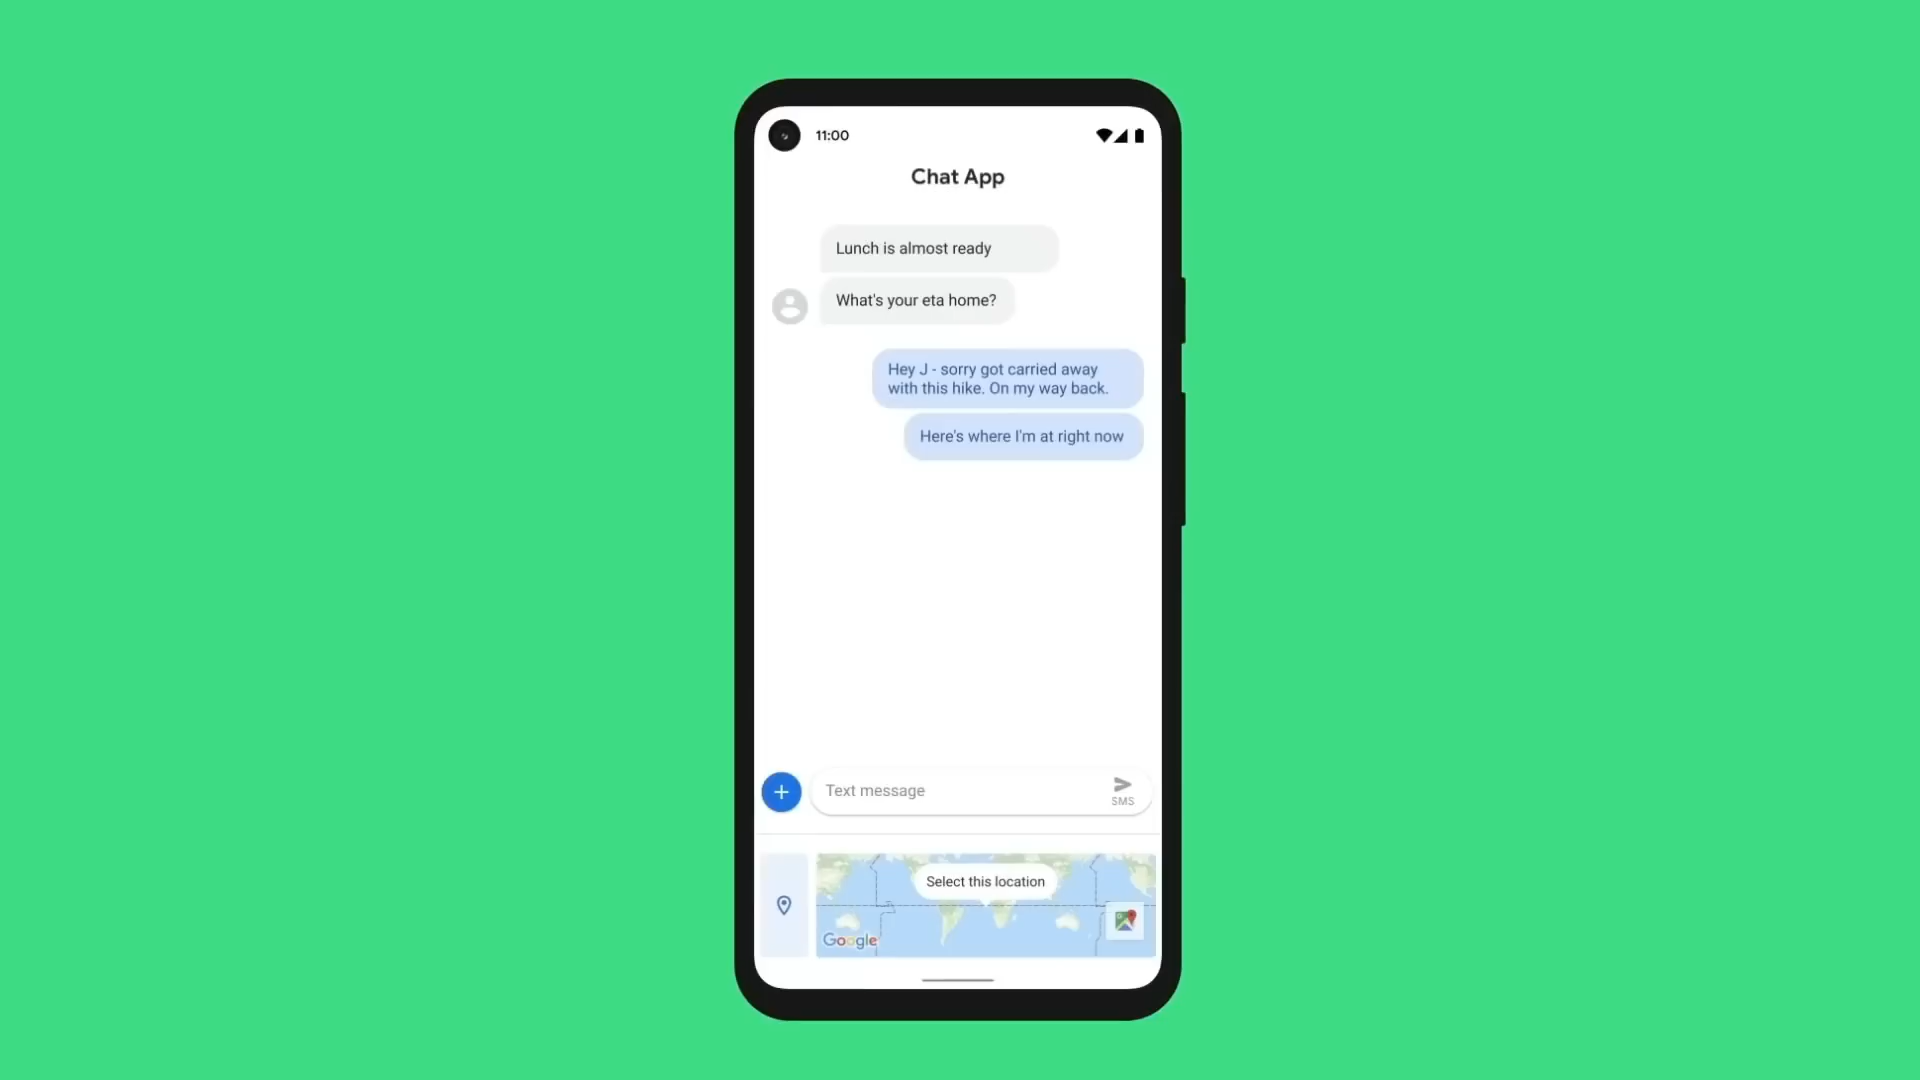 11:00
Chat App
Lunch is almost ready
What's your eta home?
Hey J - sorry got carried away
with this hike. On my way back.
Here's where I'm at right now
Text message
SMS
Select this location
Google